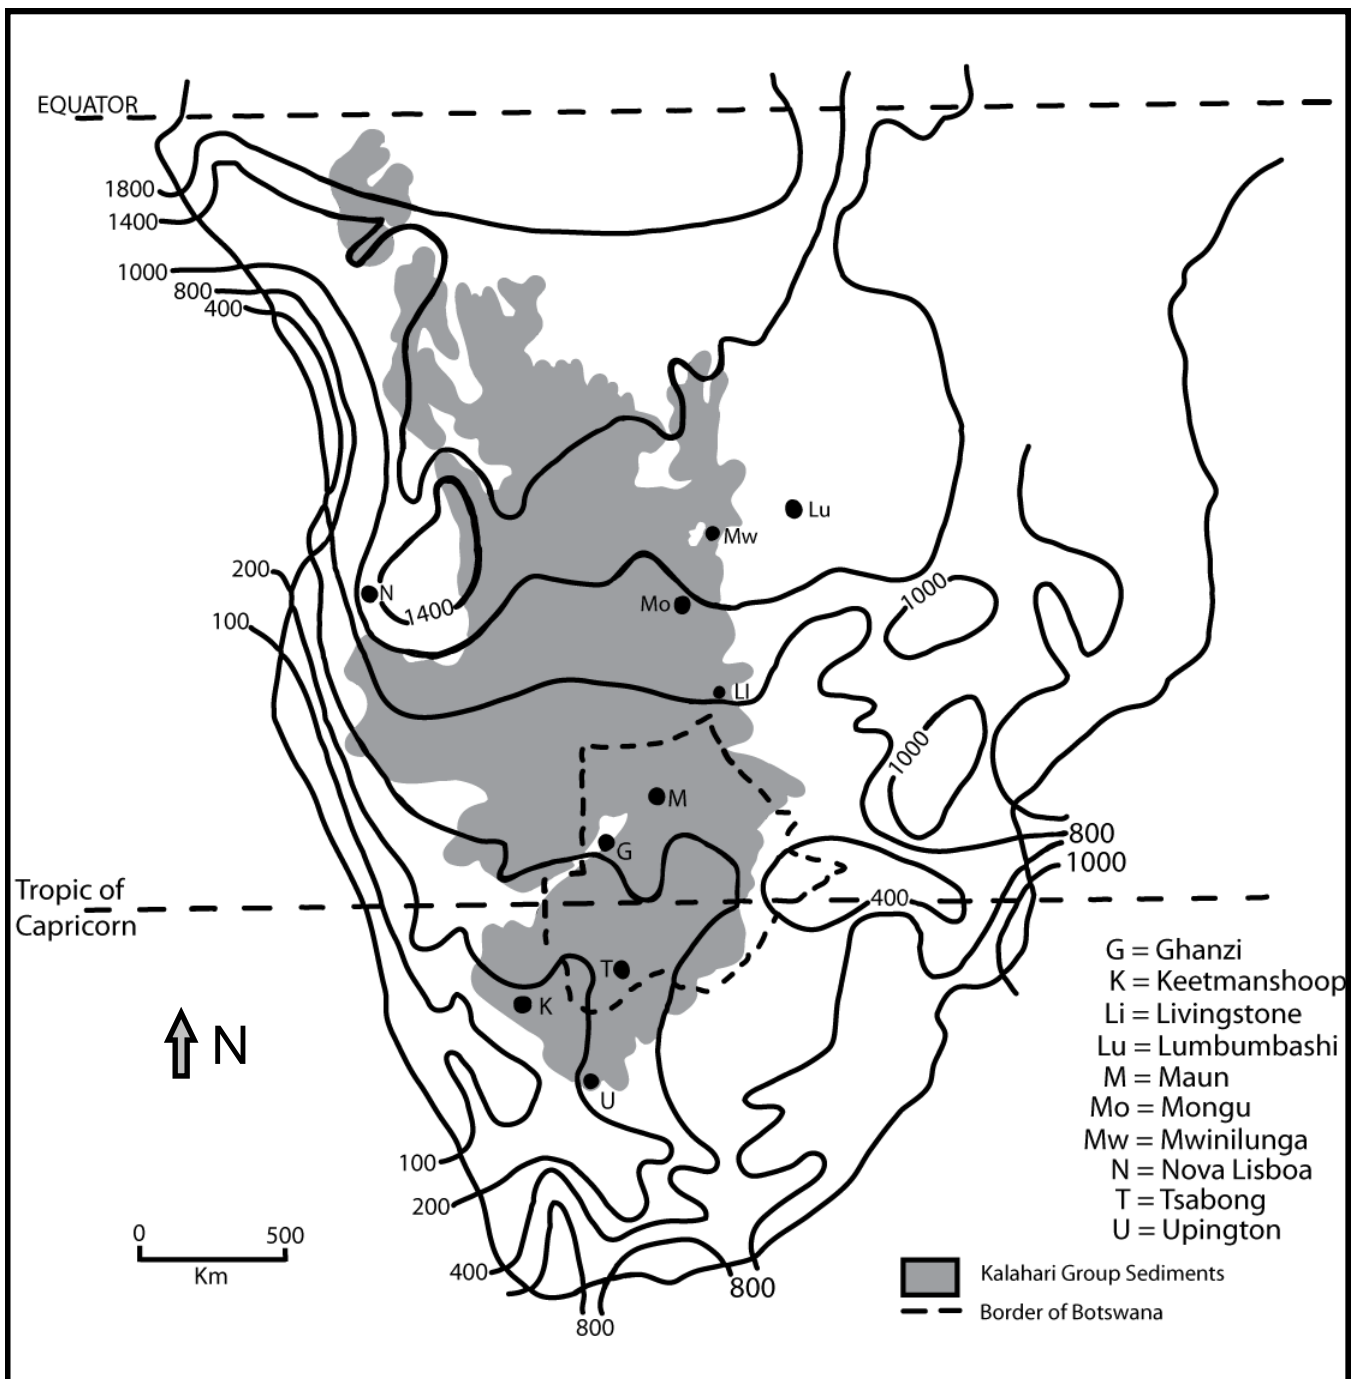 EQUATOR
1800
1400
1000
800
400
Lu
Mw
200
N
1400
Mo
1000
100
LI
1000
M
G
800
1000
Tropic of
Capricorn
400
G = Ghanzi
T
K = Keetmanshoop
K
Li = Livingstone
N
Lu = Lumbumbashi
M = Maun
U
Mo = Mongu
Mw = Mwinilunga
100
N = Nova Lisboa
200
T = Tsabong
U = Upington
0 500
Km
400
800
Kalahari Group Sediments
Border of Botswana
800